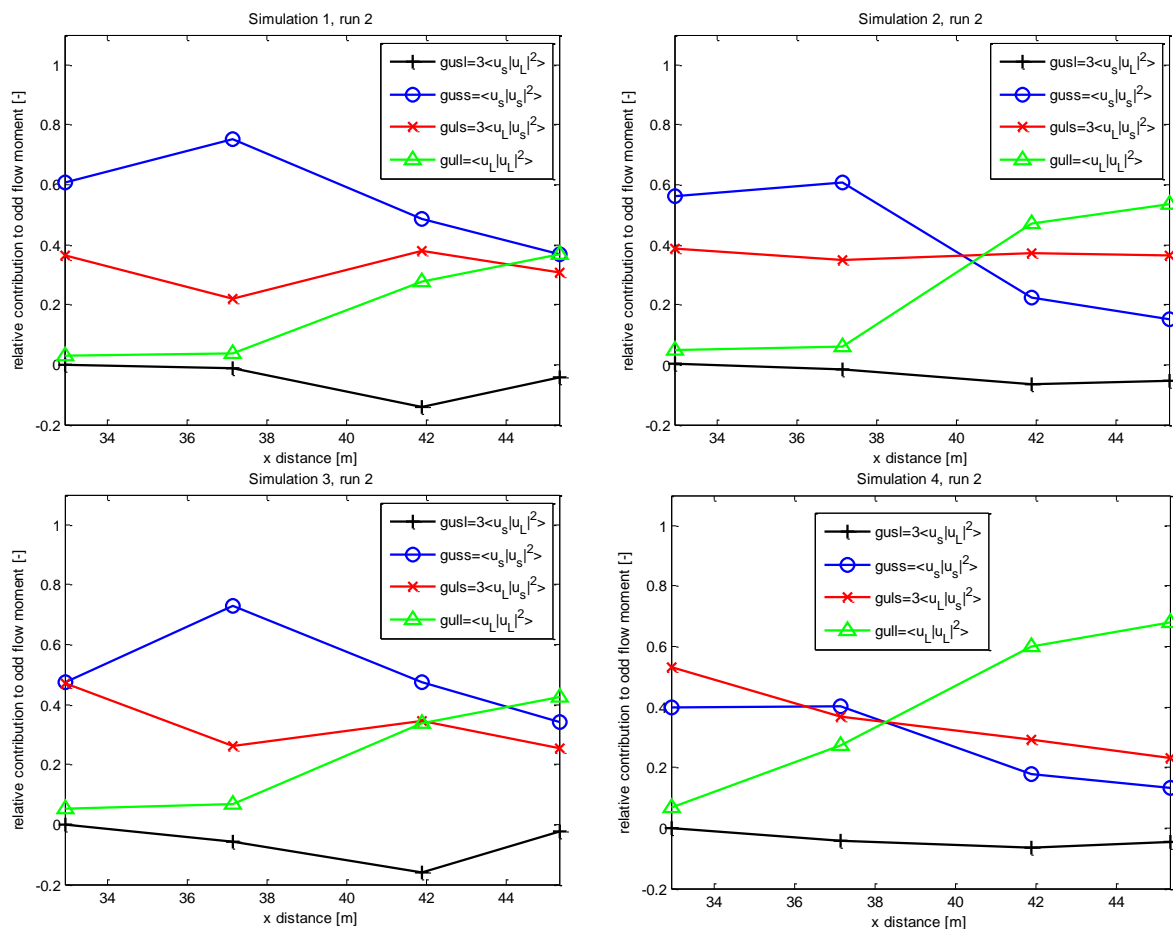 Simulation 1, run 2
relative contribution to odd flow moment [-]
1
0.8
0.6
0.4
0.2
0
-0.2
34 36 38 40 42 44
x distance [m]
gusl=3<u_s|u_L|^2>
guss=<u_s|u_s|^2>
guls=3<u_L|u_s|^2>
gull=<u_L|u_L|^2>
Simulation 2, run 2
relative contribution to odd flow moment [-]
1
0.8
0.6
0.4
0.2
0
-0.2
34 36 38 40 42 44
x distance [m]
gusl=3<u_s|u_L|^2>
guss=<u_s|u_s|^2>
guls=3<u_L|u_s|^2>
gull=<u_L|u_L|^2>
Simulation 3, run 2
relative contribution to odd flow moment [-]
1
0.8
0.6
0.4
0.2
0
-0.2
34 36 38 40 42 44
x distance [m]
gusl=3<u_s|u_L|^2>
guss=<u_s|u_s|^2>
guls=3<u_L|u_s|^2>
gull=<u_L|u_L|^2>
Simulation 4, run 2
relative contribution to odd flow moment [-]
1
0.8
0.6
0.4
0.2
0
-0.2
34 36 38 40 42 44
x distance [m]
gusl=3<u_s|u_L|^2>
guss=<u_s|u_s|^2>
guls=3<u_L|u_s|^2>
gull=<u_L|u_L|^2>